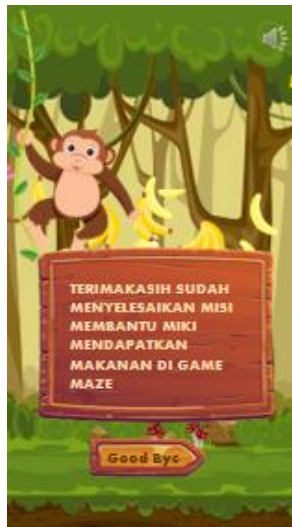 TERIMAKASIH SUDAH
MENYELESAIKAN MISI
MEMBANTU MIKI
MENDAPATKAN
MAKANAN DI GAME
MAZE
Good Bye